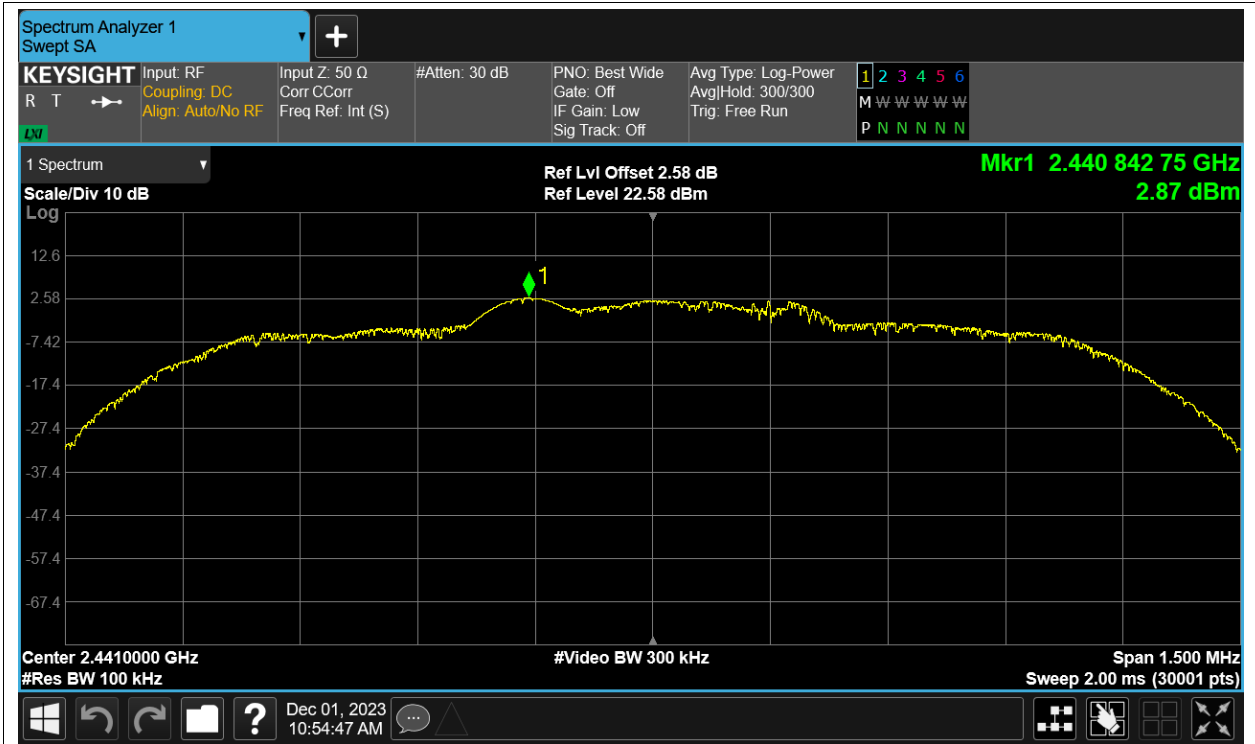 Spectrum Analyzer 1
Swept SA
KEYSIGHT
R T
LXI
Input: RF
Coupling: DC
Align: Auto/No RF
Input Z: 50 Ω
Corr CCorr
Freq Ref: Int (S)
#Atten: 30 dB
PNO: Best Wide
Gate: Off
IF Gain: Low
Sig Track: Off
Avg Type: Log-Power
Avg|Hold: 300/300
Trig: Free Run
1 2 3 4 5 6
M W W W W W
P N N N N N
1 Spectrum
Scale/Div 10 dB
Log
Ref Lvl Offset 2.58 dB
Ref Level 22.58 dBm
Mkr1 2.440 842 75 GHz
2.87 dBm
12.6
1
2.58
-7.42
-17.4
-27.4
-37.4
-47.4
-57.4
-67.4
Center 2.4410000 GHz
#Res BW 100 kHz
#Video BW 300 kHz
Span 1.500 MHz
Sweep 2.00 ms (30001 pts)
?
Dec 01, 2023
10:54:47 AM